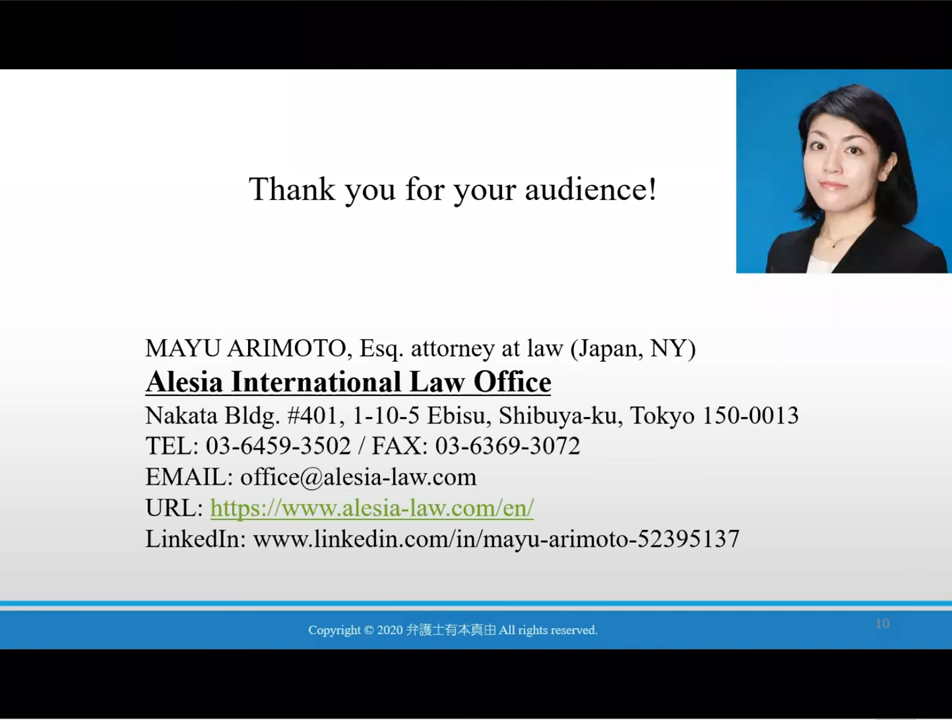 Thank you for your audience!
MAYU ARIMOTO, Esq. attorney at law (Japan, NY)
Alesia International Law Office
Nakata Bldg. #401, 1-10-5 Ebisu, Shibuya-ku, Tokyo 150-0013
TEL: 03-6459-3502 / FAX: 03-6369-3072
EMAIL: office@alesia-law.com
URL: https://www.alesia-law.com/en/
LinkedIn: www.linkedin.com/in/mayu-arimoto-52395137
Copyright © 2020 弁護士有本真由 All rights reserved.
10